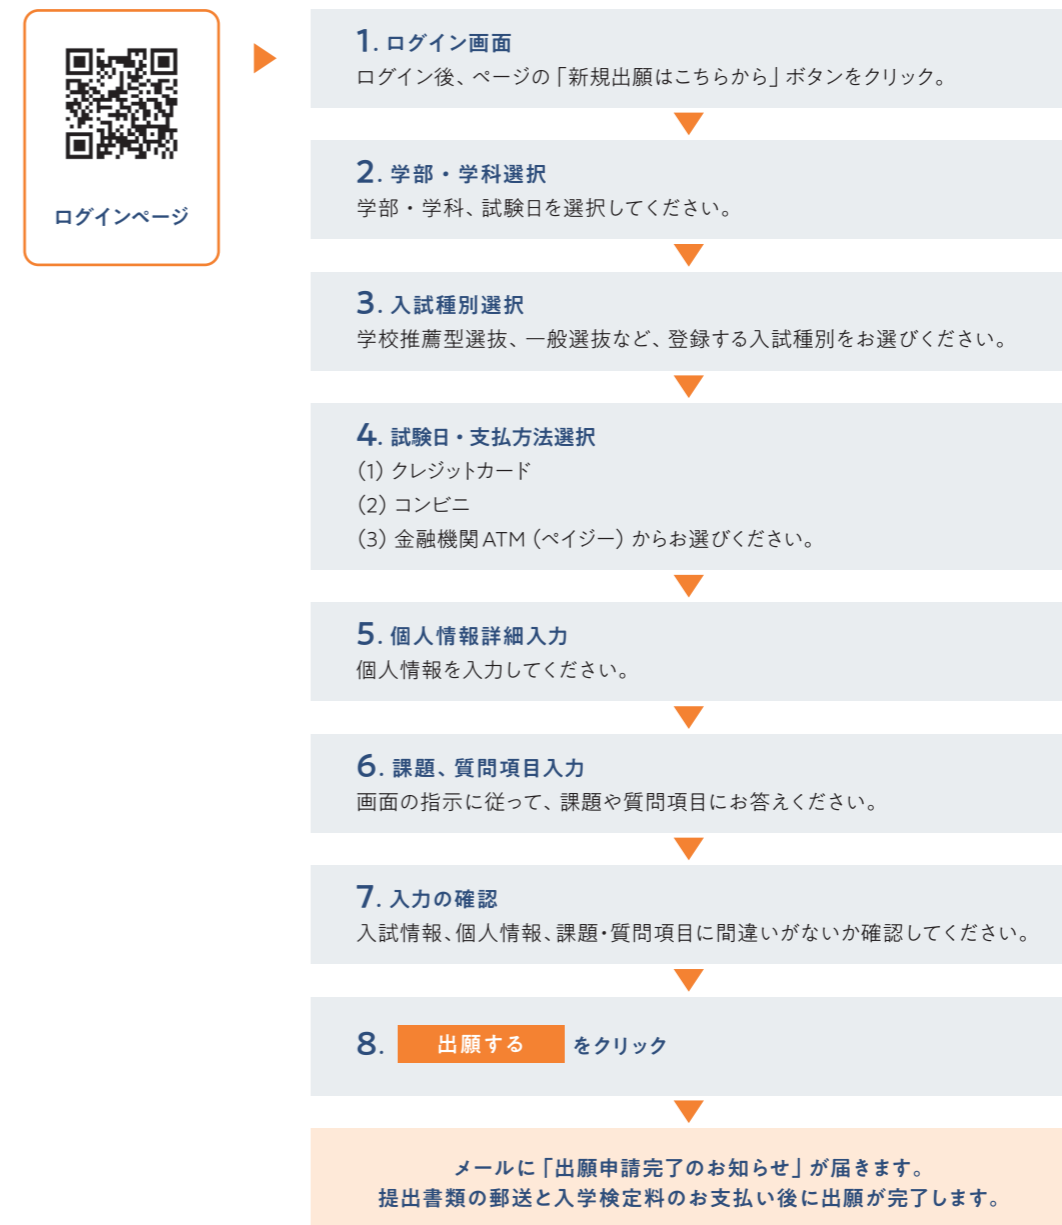 ログインページ
1. ログイン画面
ログイン後、ページの「新規出願はこちらから」ボタンをクリック。
2. 学部・学科選択
学部・学科、試験日を選択してください。
3. 入試種別選択
学校推薦型選抜、一般選抜など、登録する入試種別をお選びください。
4. 試験日・支払方法選択
（1）クレジットカード
（2）コンビニ
（3）金融機関ATM（ペイジー）からお選びください。
5. 個人情報詳細入力
個人情報を入力してください。
6. 課題、質問項目入力
画面の指示に従って、課題や質問項目にお答えください。
7. 入力の確認
入試情報、個人情報、課題・質問項目に間違いがないか確認してください。
8. 出願する をクリック
メールに「出願申請完了のお知らせ」が届きます。
提出書類の郵送と入学検定料のお支払い後に出願が完了します。